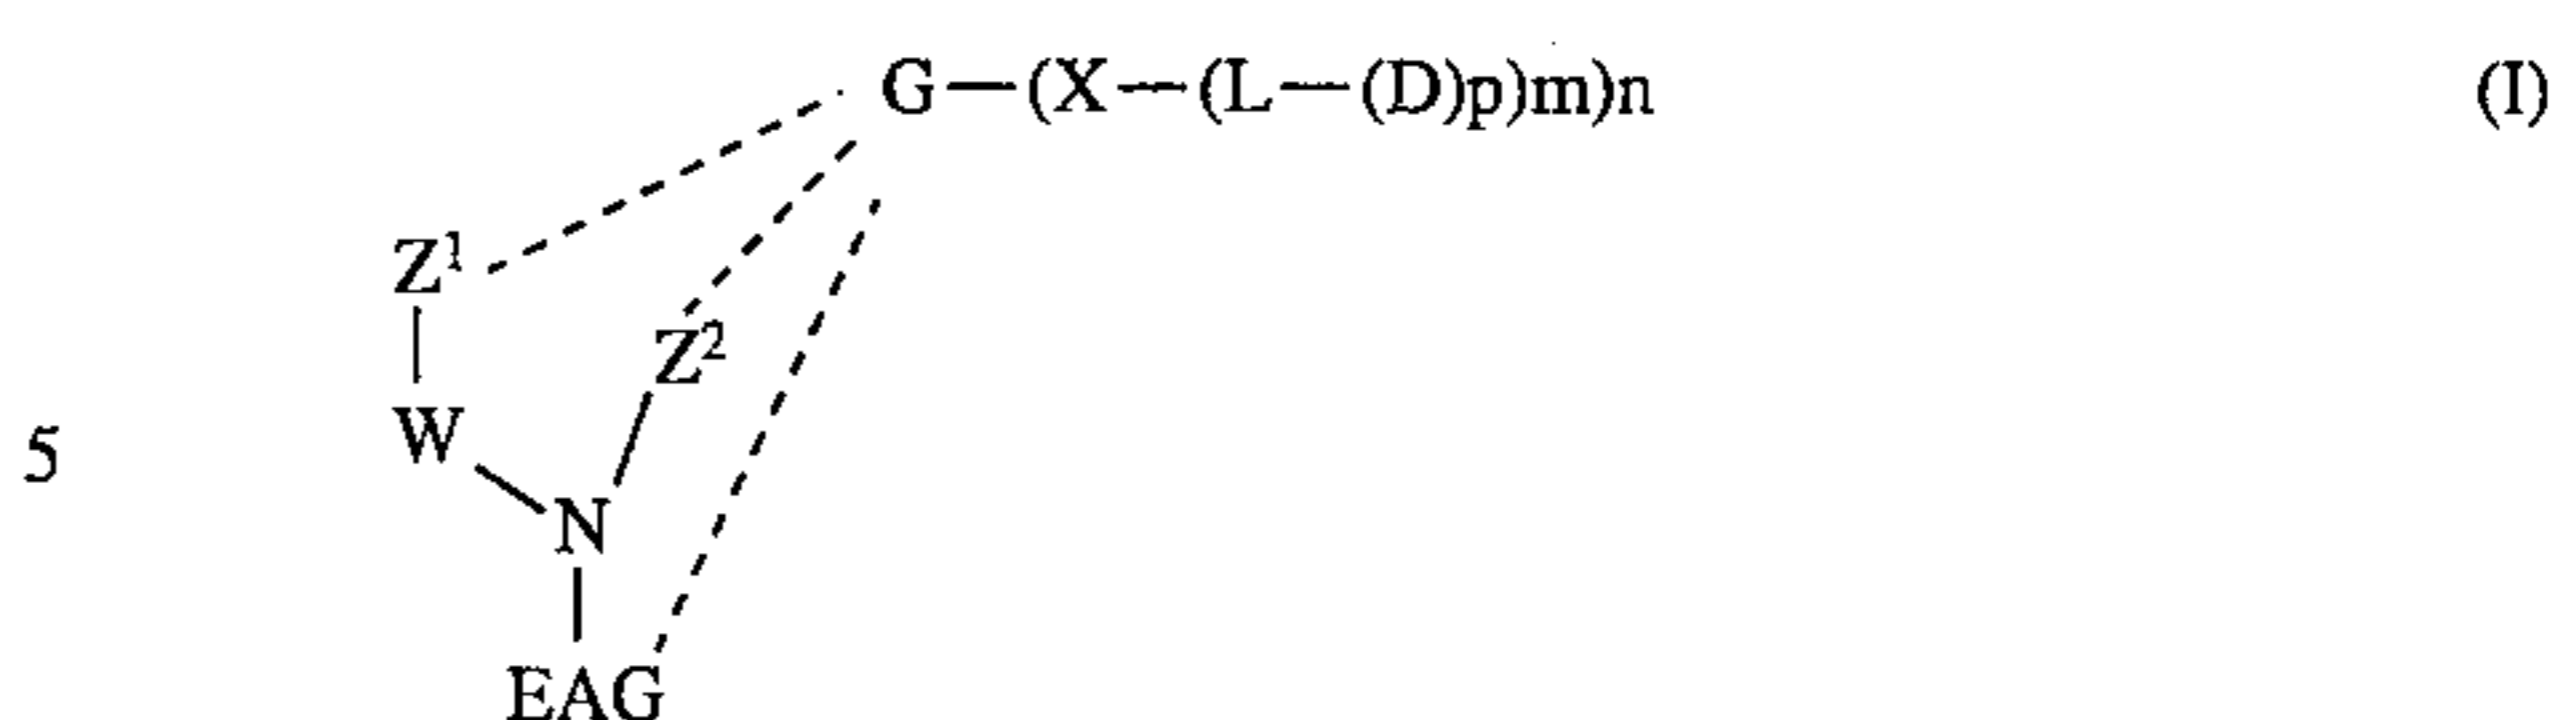 G—(X—(L—(D)p)m)n (I)
Z¹
Z²
5 W
N
EAG